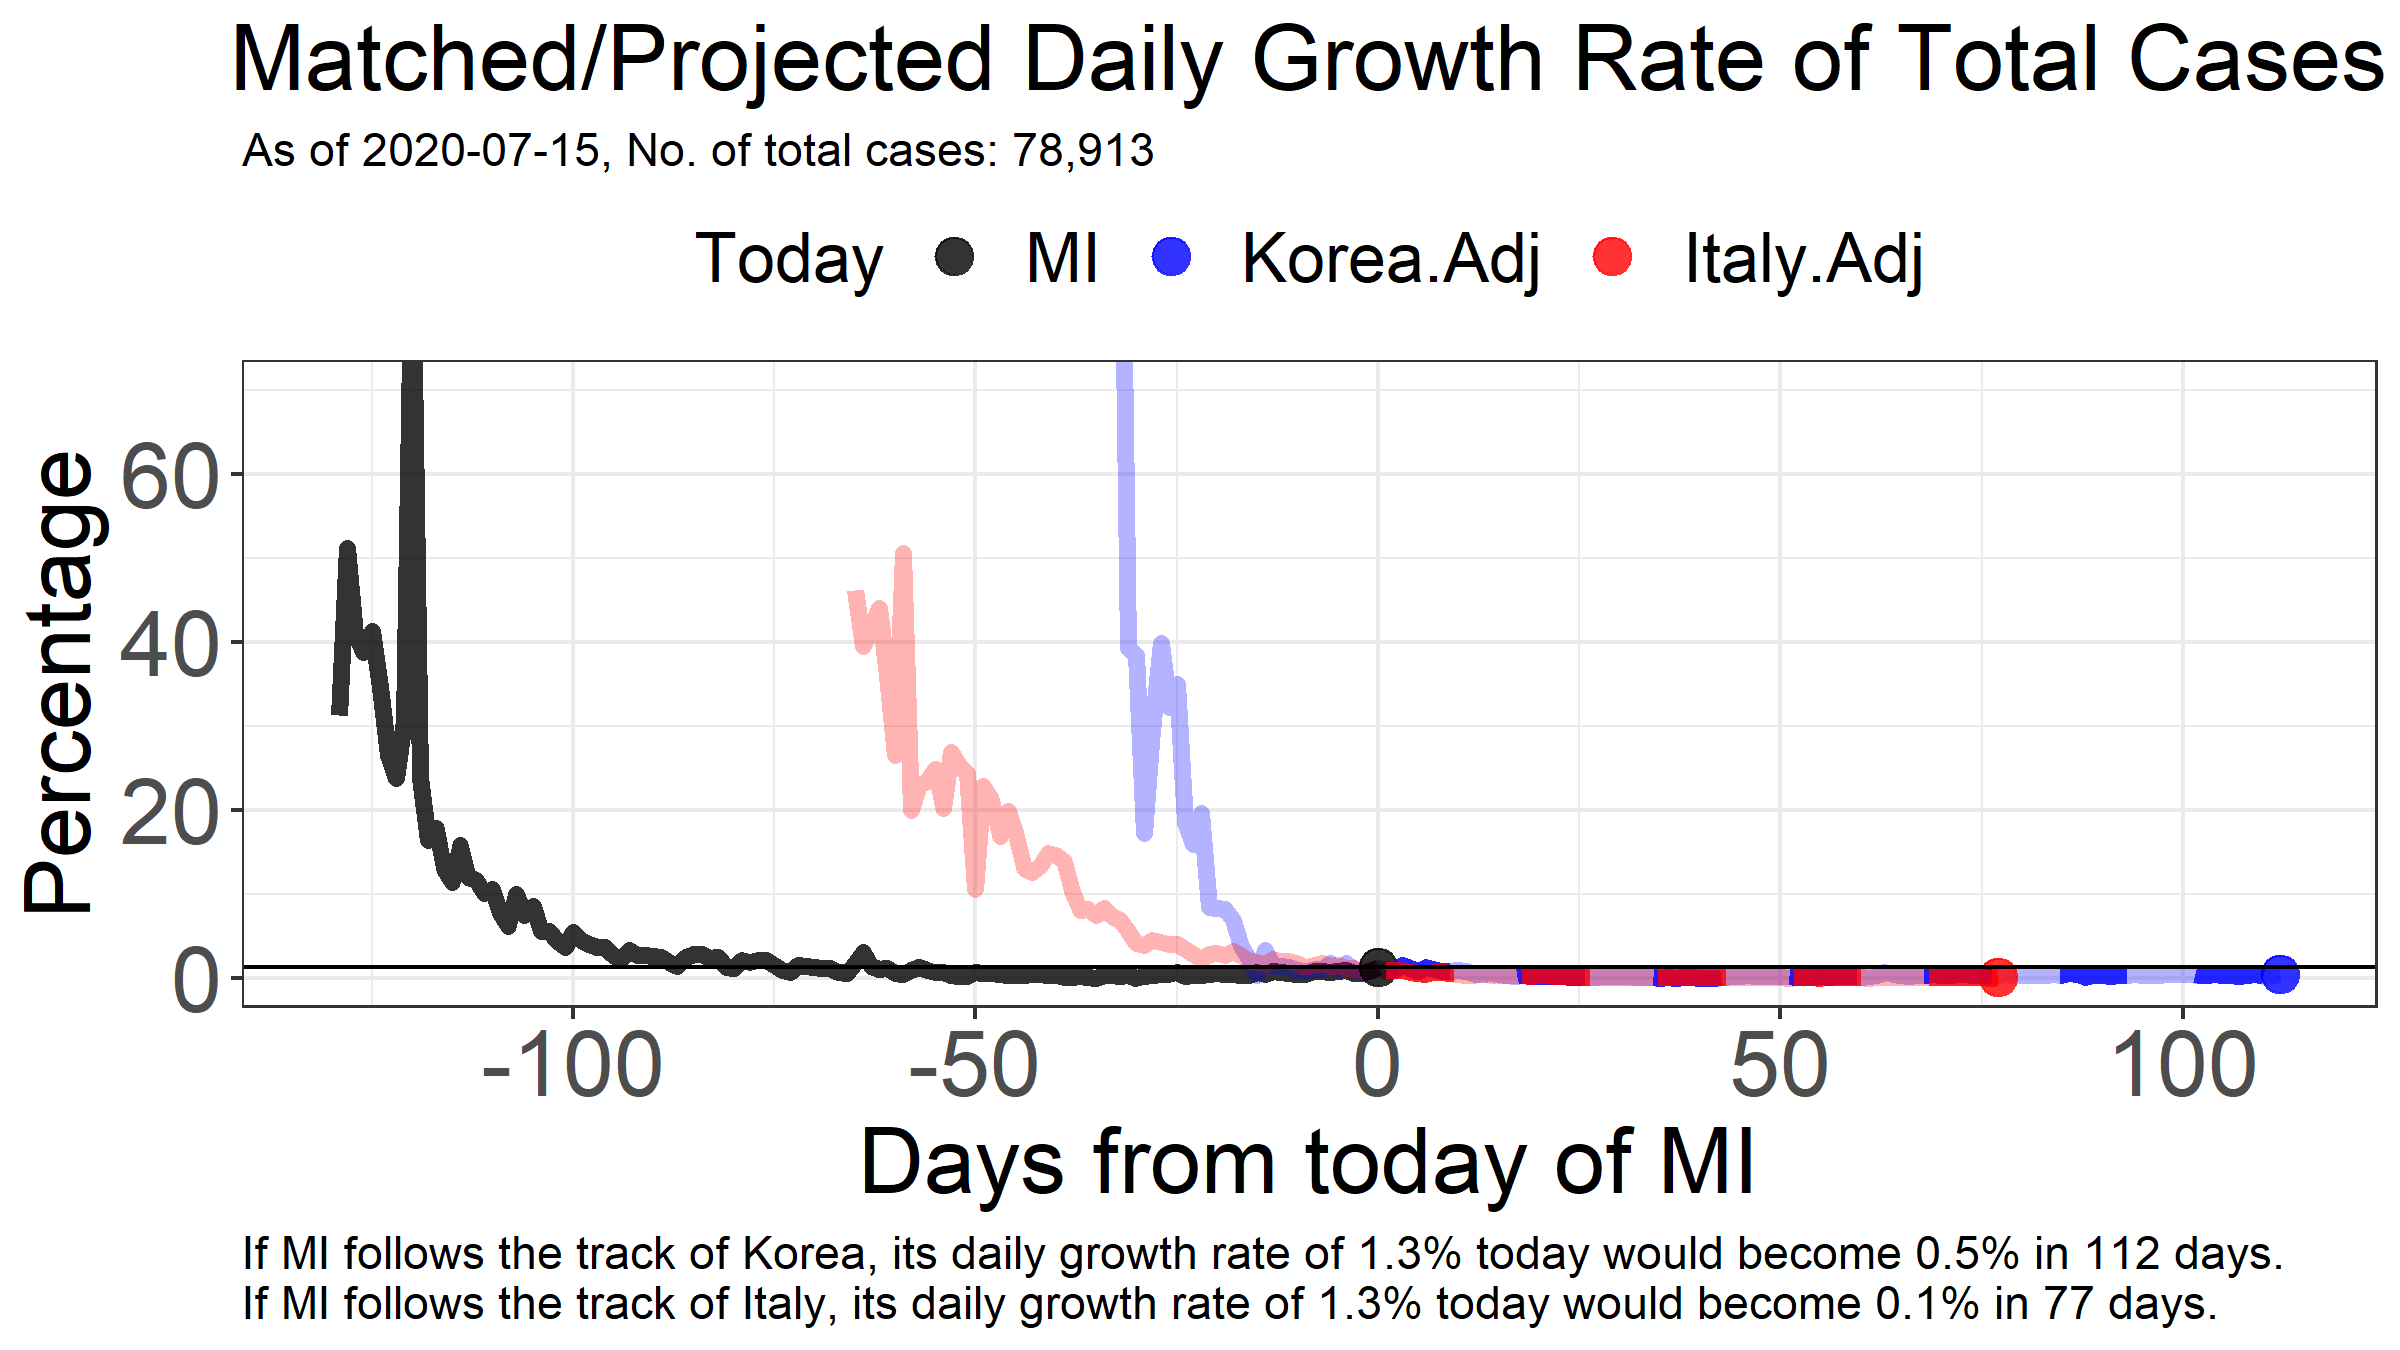 Matched/Projected Daily Growth Rate of Total Cases
As of 2020-07-15, No. of total cases: 78,913
Today MI Korea.Adj Italy.Adj
Percentage
60
40
20
0
-100 -50 0 50 100
Days from today of MI
If MI follows the track of Korea, its daily growth rate of 1.3% today would become 0.5% in 112 days.
If MI follows the track of Italy, its daily growth rate of 1.3% today would become 0.1% in 77 days.